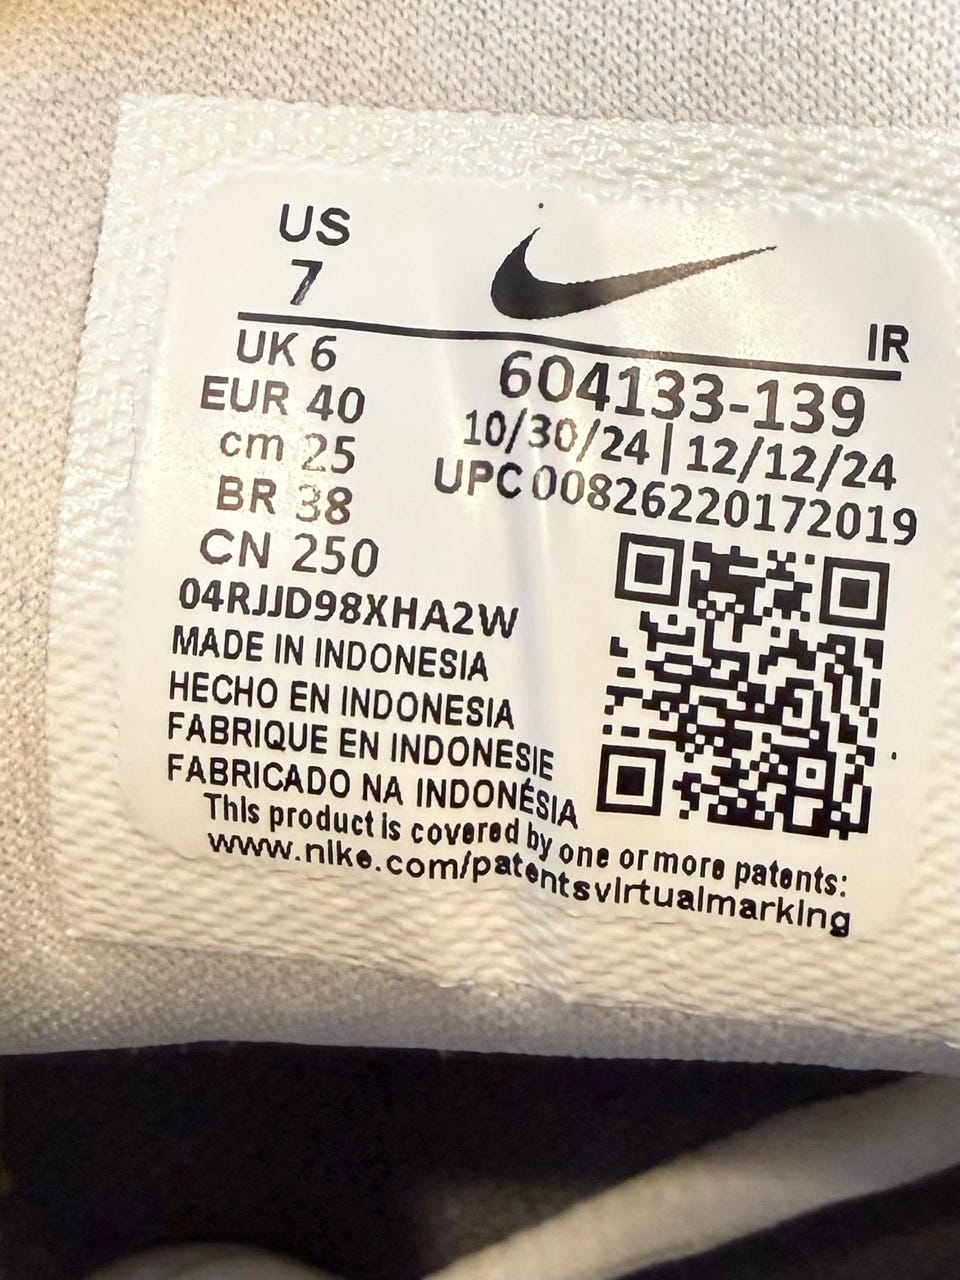 US
7
IR
UK 6
EUR 40
cm 25
BR 38
CN 250
604133-139
10/30/24|12/12/24
UPC00826220172019
04RJJD98XHA2W
MADE IN INDONESIA
HECHO EN INDONESIA
FABRIQUE EN INDONESIE
FABRICADO NA INDONÉSIA
This product is covered by one or more patents:
www.nike.com/patentsvirtualmarking